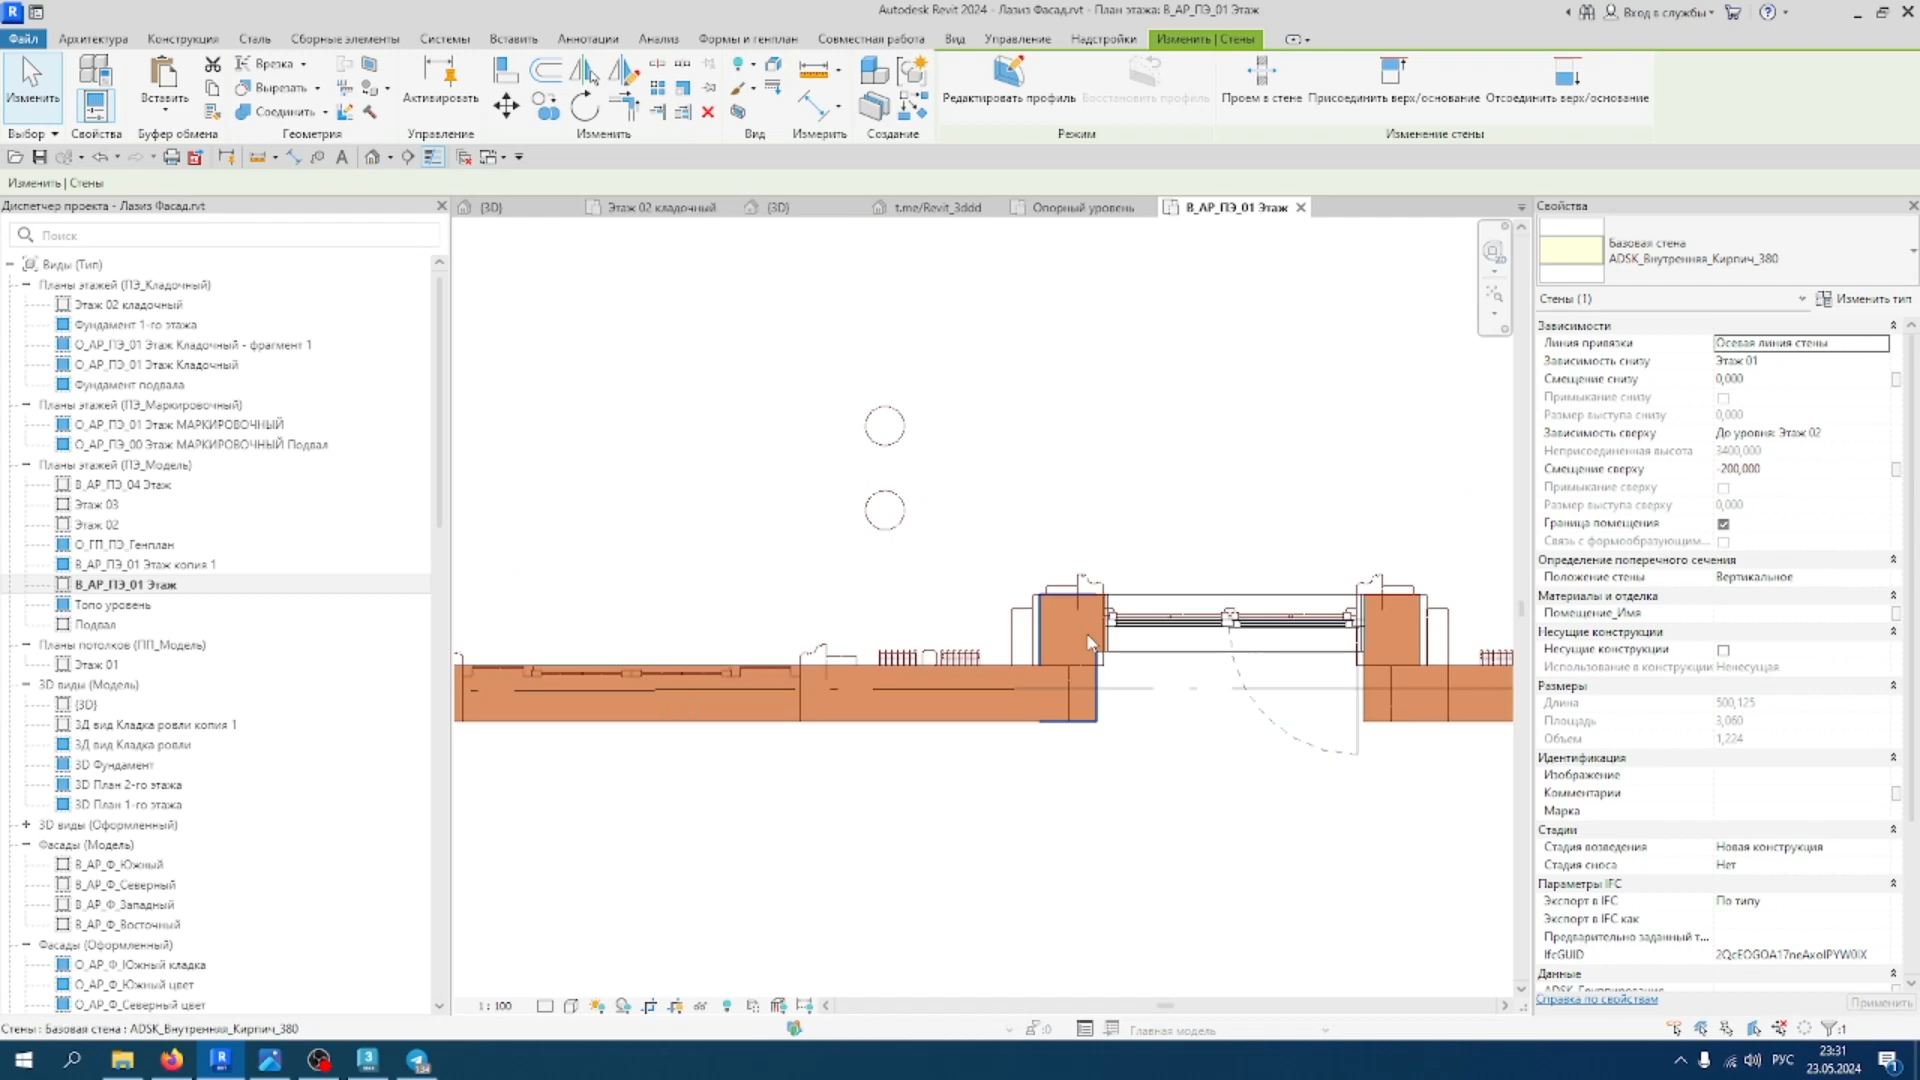 Autodesk Revit 2024 - Лазиз Фасад.rvt - План этажа: В_АР_ПЭ_01 Этаж
Вход в службы
Файл Архитектура Конструкция Сталь Сборные элементы Системы Вставить Аннотации Анализ Формы и генплан Совместная работа Вид Управление Надстройки Изменить | Стены
Врезка
Вырезать
Соединить
Изменить Вставить Активировать Редактировать профиль Восстановить профиль Проем в стене Присоединить верх/основание Отсоединить верх/основание
Выбор Свойства Буфер обмена Геометрия Управление Изменить Вид Измерить Создание Режим Изменение стены
Изменить | Стены
Диспетчер проекта - Лазиз Фасад.rvt
{3D} Этаж 02 кладочный {3D} t.me/Revit_3ddd Опорный уровень В_АР_ПЭ_01 Этаж
Поиск
Виды (Тип)
Планы этажей (ПЭ_Кладочный)
Этаж 02 кладочный
Фундамент 1-го этажа
О_АР_ПЭ_01 Этаж Кладочный - фрагмент 1
О_АР_ПЭ_01 Этаж Кладочный
Фундамент подвала
Планы этажей (ПЭ_Маркировочный)
О_АР_ПЭ_01 Этаж МАРКИРОВОЧНЫЙ
О_АР_ПЭ_00 Этаж МАРКИРОВОЧНЫЙ Подвал
Планы этажей (ПЭ_Модель)
В_АР_ПЭ_04 Этаж
Этаж 03
Этаж 02
О_ГП_ПЭ_Генплан
В_АР_ПЭ_01 Этаж копия 1
В_АР_ПЭ_01 Этаж
Топо уровень
Подвал
Планы потолков (ПП_Модель)
Этаж 01
3D виды (Модель)
{3D}
3Д вид Кладка ровли копия 1
3Д вид Кладка ровли
3D Фундамент
3D План 2-го этажа
3D План 1-го этажа
3D виды (Оформленный)
Фасады (Модель)
В_АР_Ф_Южный
В_АР_Ф_Северный
В_АР_Ф_Западный
В_АР_Ф_Восточный
Фасады (Оформленный)
О_АР_Ф_Южный кладка
О_АР_Ф_Южный цвет
О_АР_Ф_Северный цвет
Свойства
Базовая стена
ADSK_Внутренняя_Кирпич_380
Стены (1) Изменить тип
Зависимости
Линия привязки Осевая линия стены
Зависимость снизу Этаж 01
Смещение снизу 0,000
Примыкание снизу
Размер выступа снизу 0,000
Зависимость сверху До уровня: Этаж 02
Неприсоединенная высота 3400,000
Смещение сверху -200,000
Примыкание сверху
Размер выступа сверху 0,000
Граница помещения
Связь с формообразующим...
Определение поперечного сечения
Положение стены Вертикальное
Материалы и отделка
Помещение_Имя
Несущие конструкции
Несущие конструкции
Использование в конструкции Ненесущая
Размеры
Длина 500,125
Площадь 3,060
Объем 1,224
Идентификация
Изображение
Комментарии
Марка
Стадии
Стадия возведения Новая конструкция
Стадия сноса Нет
Параметры IFC
Экспорт в IFC По типу
Экспорт в IFC как
Предварительно заданный т...
IfcGUID 2QcEOGOA17neAxolPYW0IX
Данные
Справка по свойствам Применить
1 : 100
Стены : Базовая стена : ADSK_Внутренняя_Кирпич_380 :0 Главная модель :1
РУС 23:31
23.05.2024